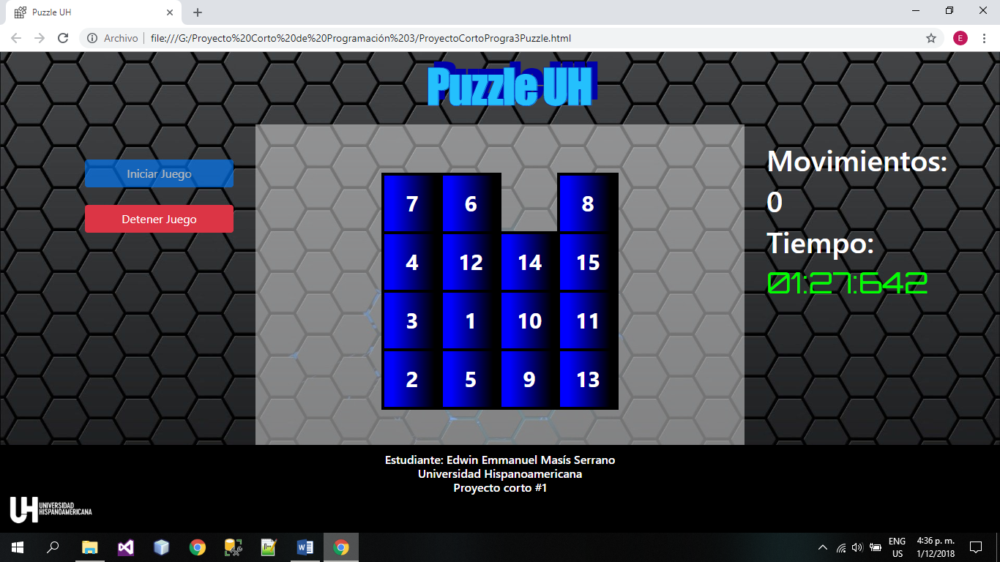 Puzzle UH
Archivo
file:///G:/Proyecto%20Corto%20de%20Programación%203/ProyectoCortoProgra3Puzzle.html
E
Puzzle UH
Iniciar Juego
Detener Juego
7 6 8
4 12 14 15
3 1 10 11
2 5 9 13
Movimientos:
0
Tiempo:
01:27:642
Estudiante: Edwin Emmanuel Masís Serrano
Universidad Hispanoamericana
Proyecto corto #1
UH UNIVERSIDAD
HISPANOAMERICANA
ENG
US
4:36 p. m.
1/12/2018